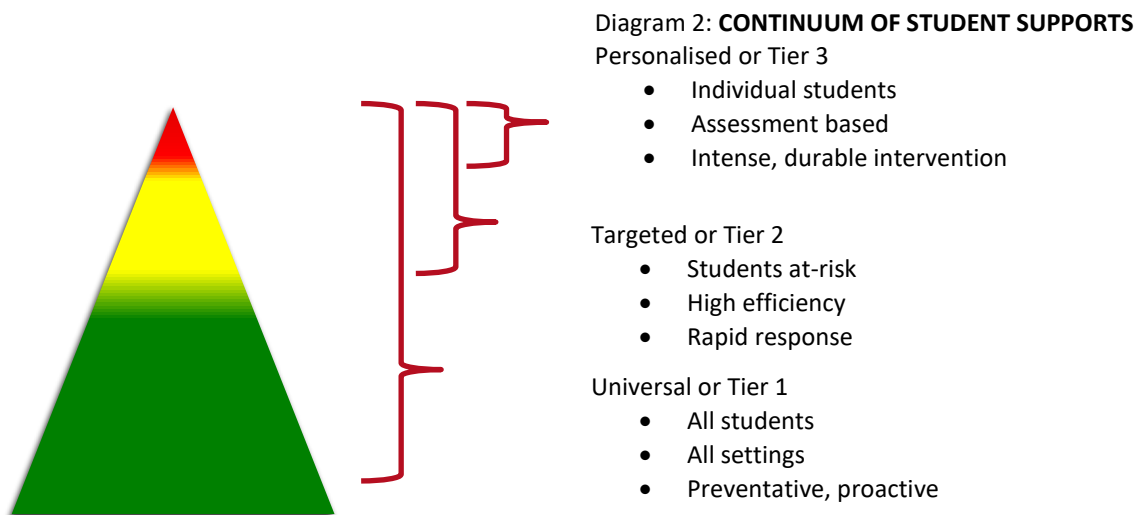 Diagram 2: CONTINUUM OF STUDENT SUPPORTS
Personalised or Tier 3
• Individual students
• Assessment based
• Intense, durable intervention
Targeted or Tier 2
• Students at-risk
• High efficiency
• Rapid response
Universal or Tier 1
• All students
• All settings
• Preventative, proactive